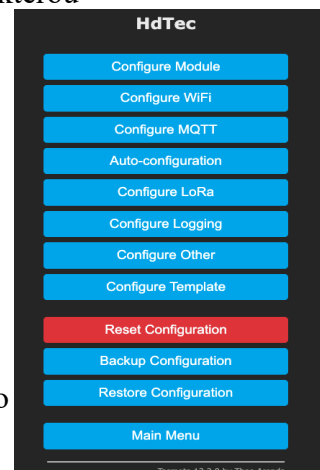 HdTec
Configure Module
Configure WiFi
Configure MQTT
Auto-configuration
Configure LoRa
Configure Logging
Configure Other
Configure Template
Reset Configuration
Backup Configuration
Restore Configuration
Main Menu